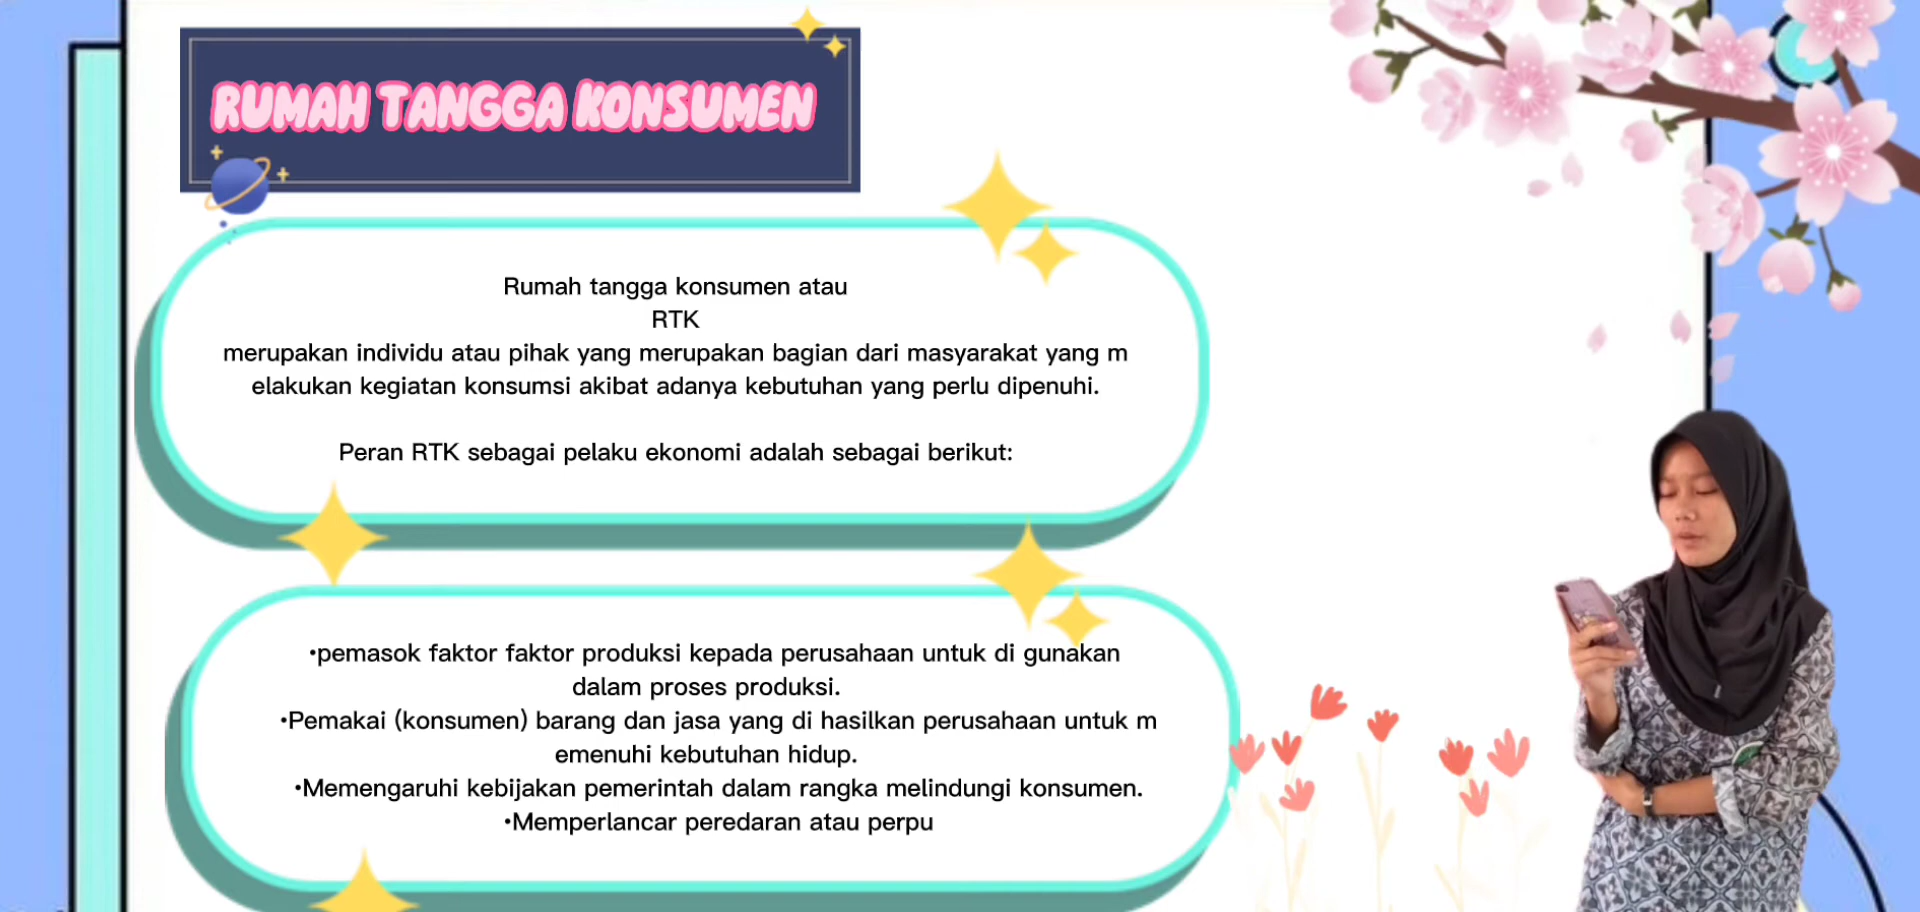 RUMAH TANGGA KONSUMEN
Rumah tangga konsumen atau
RTK
merupakan individu atau pihak yang merupakan bagian dari masyarakat yang m
elakukan kegiatan konsumsi akibat adanya kebutuhan yang perlu dipenuhi.
Peran RTK sebagai pelaku ekonomi adalah sebagai berikut:
•pemasok faktor faktor produksi kepada perusahaan untuk di gunakan
dalam proses produksi.
•Pemakai (konsumen) barang dan jasa yang di hasilkan perusahaan untuk m
emenuhi kebutuhan hidup.
•Memengaruhi kebijakan pemerintah dalam rangka melindungi konsumen.
•Memperlancar peredaran atau perpu